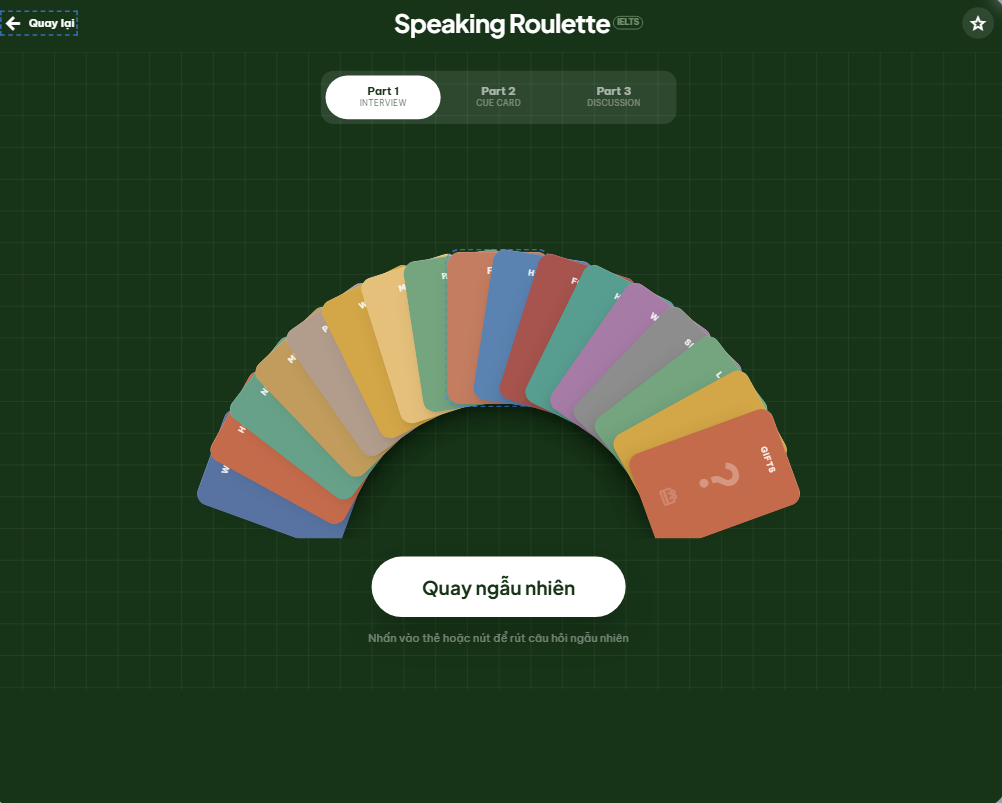 Quay lại
Speaking Roulette IELTS
Part 1
INTERVIEW
Part 2
CUE CARD
Part 3
DISCUSSION
GIFTS
?
Quay ngẫu nhiên
Nhấn vào thẻ hoặc nút để rút câu hỏi ngẫu nhiên